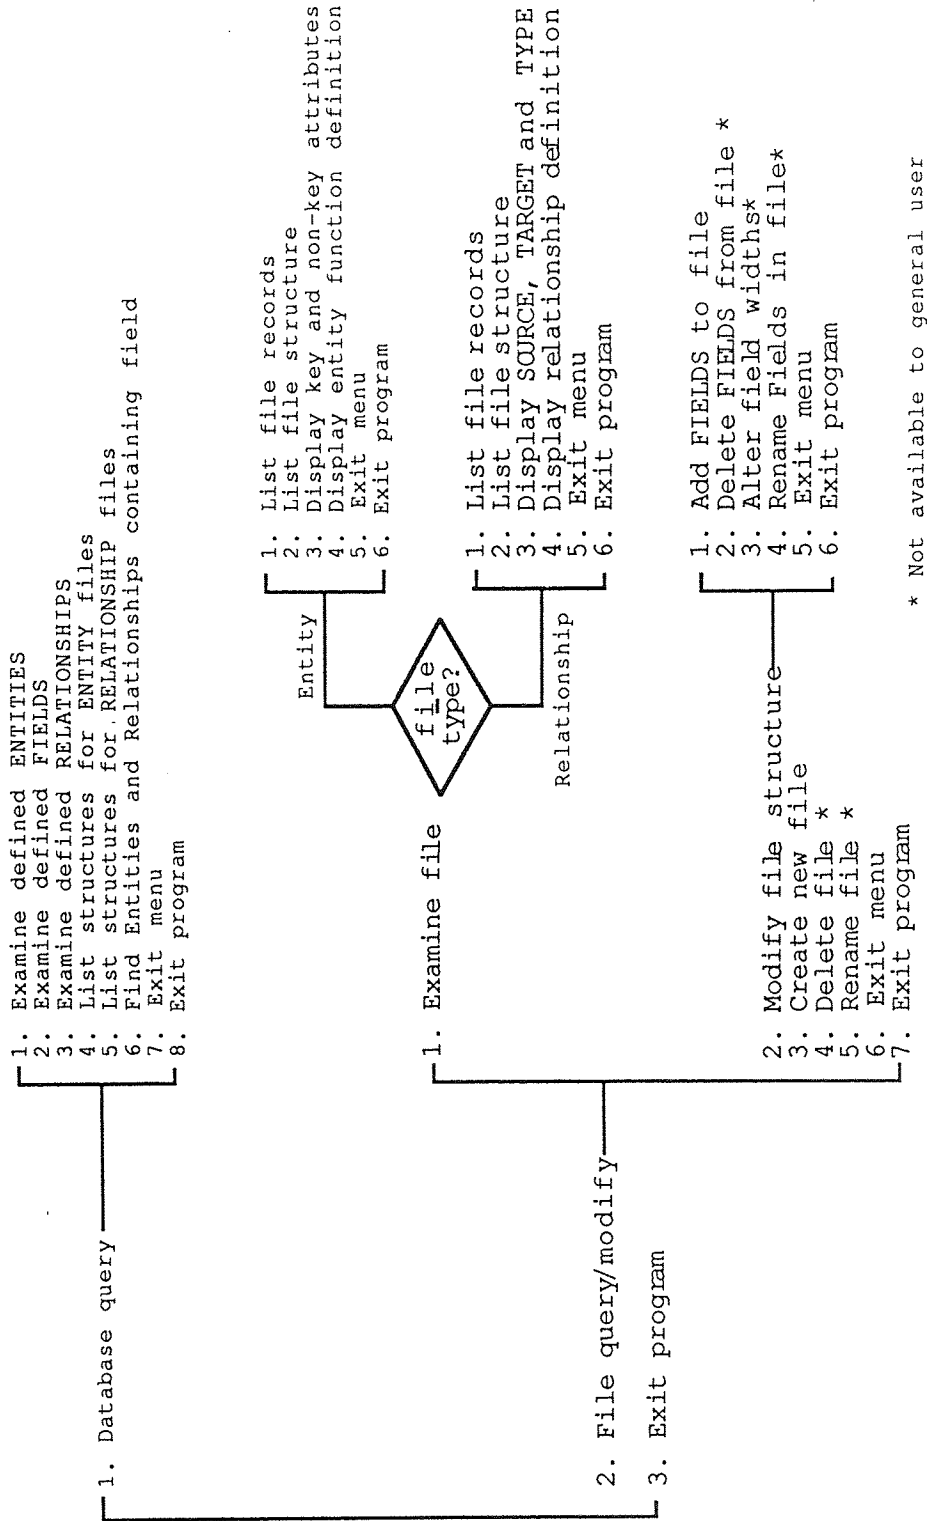 1. Database query
2. File query/modify
3. Exit program
1. Examine defined ENTITIES
2. Examine defined FIELDS
3. Examine defined RELATIONSHIPS
4. List structures for ENTITY files
5. List structures for RELATIONSHIP files
6. Find Entities and Relationships containing field
7. Exit menu
8. Exit program
1. Examine file
2. Modify file structure
3. Create new file
4. Delete file *
5. Rename file *
6. Exit menu
7. Exit program
file
type?
Entity
Relationship
1. List file records
2. List file structure
3. Display key and non-key attributes
4. Display entity function definition
5. Exit menu
6. Exit program
1. List file records
2. List file structure
3. Display SOURCE, TARGET and TYPE
4. Display relationship definition
5. Exit menu
6. Exit program
1. Add FIELDS to file
2. Delete FIELDS from file *
3. Alter field widths*
4. Rename Fields in file*
5. Exit menu
6. Exit program
* Not available to general user